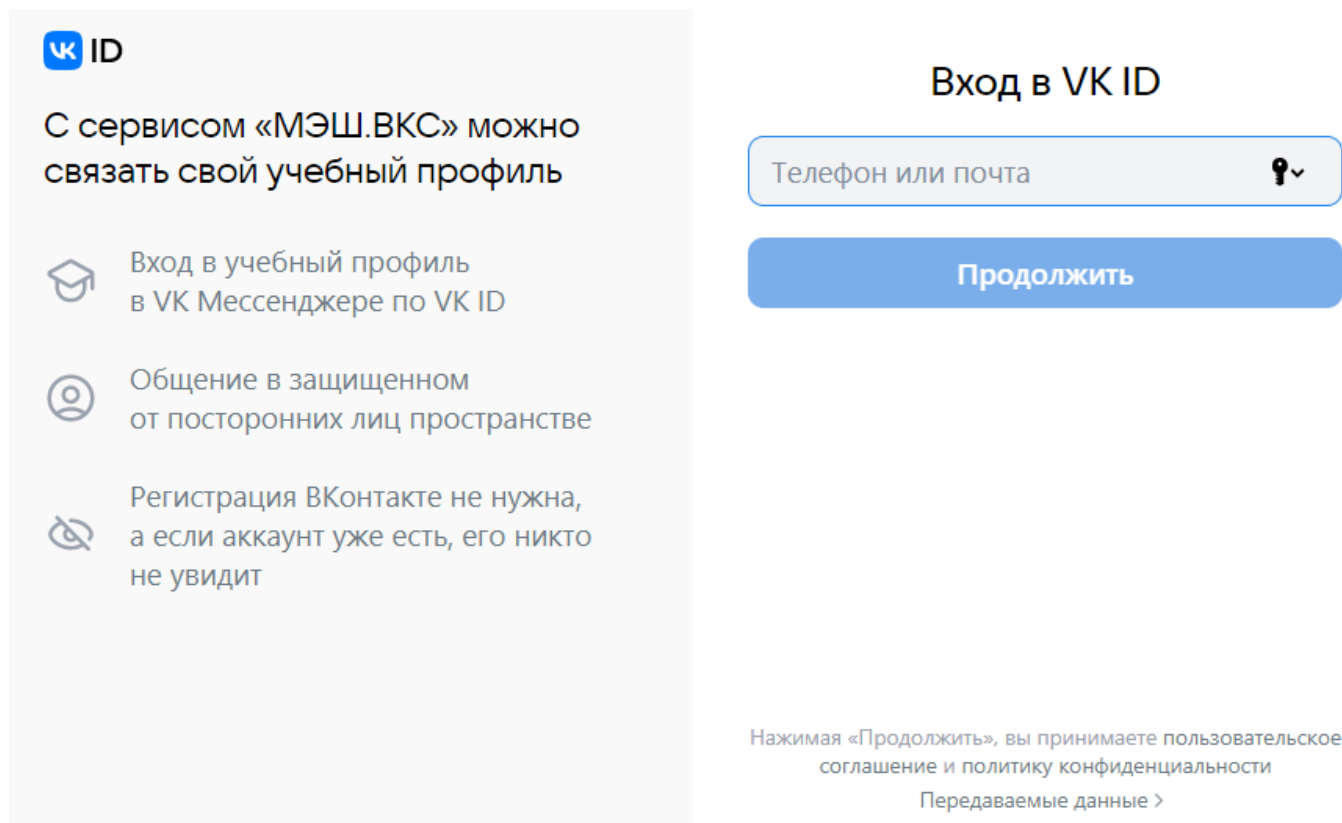 VK ID
С сервисом «МЭШ.ВКС» можно
связать свой учебный профиль
Вход в учебный профиль
в VK Мессенджере по VK ID
Общение в защищенном
от посторонних лиц пространстве
Регистрация ВКонтакте не нужна,
а если аккаунт уже есть, его никто
не увидит
Вход в VK ID
Телефон или почта
Продолжить
Нажимая «Продолжить», вы принимаете пользовательское
соглашение и политику конфиденциальности
Передаваемые данные >